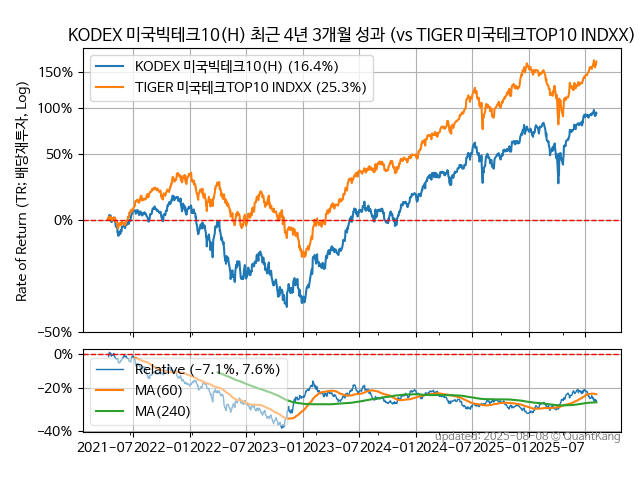 KODEX 미국빅테크10(H) 최근 4년 3개월 성과 (vs TIGER 미국테크TOP10 INDXX)
KODEX 미국빅테크10(H) (16.4%)
TIGER 미국테크TOP10 INDXX (25.3%)
150%
100%
50%
0%
−50%
Rate of Return (TR: 배당재투자, Log)
0%
−20%
−40%
Relative (−7.1%, 7.6%)
MA(60)
MA(240)
2021-07 2022-01 2022-07 2023-01 2023-07 2024-01 2024-07 2025-01 2025-07
updated: 2025-08-08 © QuantKang